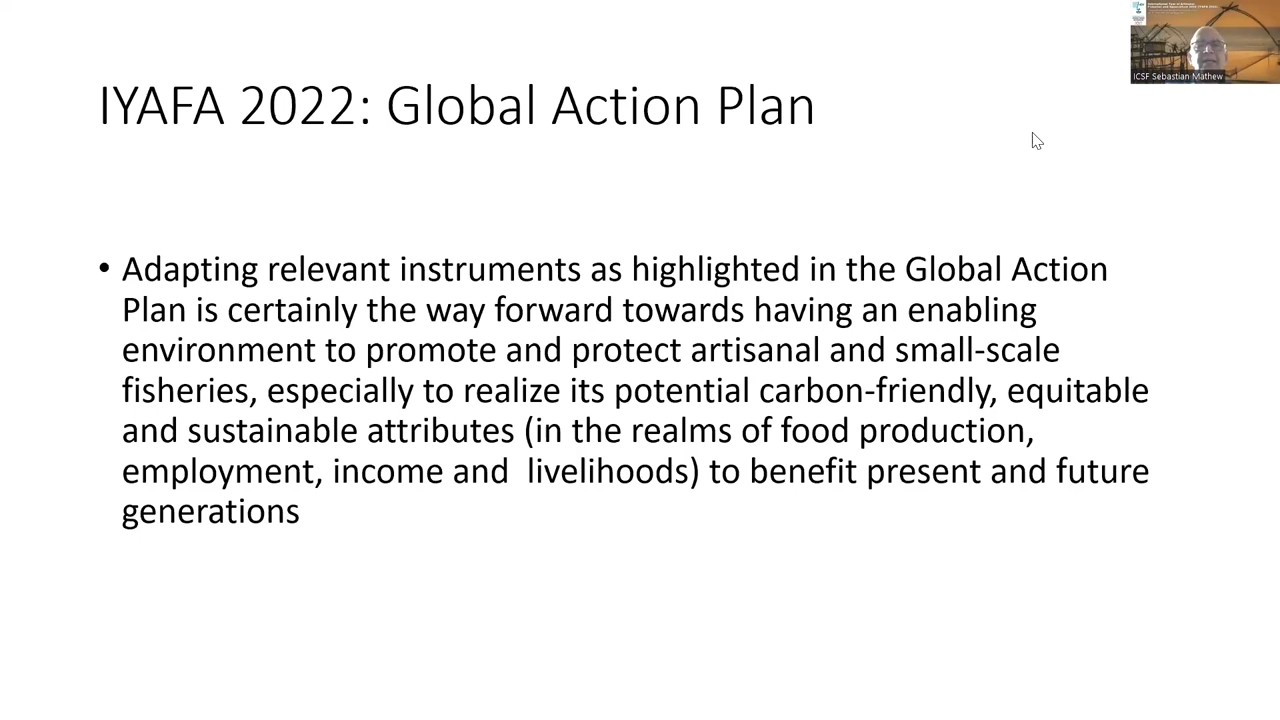 IYAFA 2022: Global Action Plan
ICSF Sebastian Mathew
• Adapting relevant instruments as highlighted in the Global Action
Plan is certainly the way forward towards having an enabling
environment to promote and protect artisanal and small-scale
fisheries, especially to realize its potential carbon-friendly, equitable
and sustainable attributes (in the realms of food production,
employment, income and  livelihoods) to benefit present and future
generations